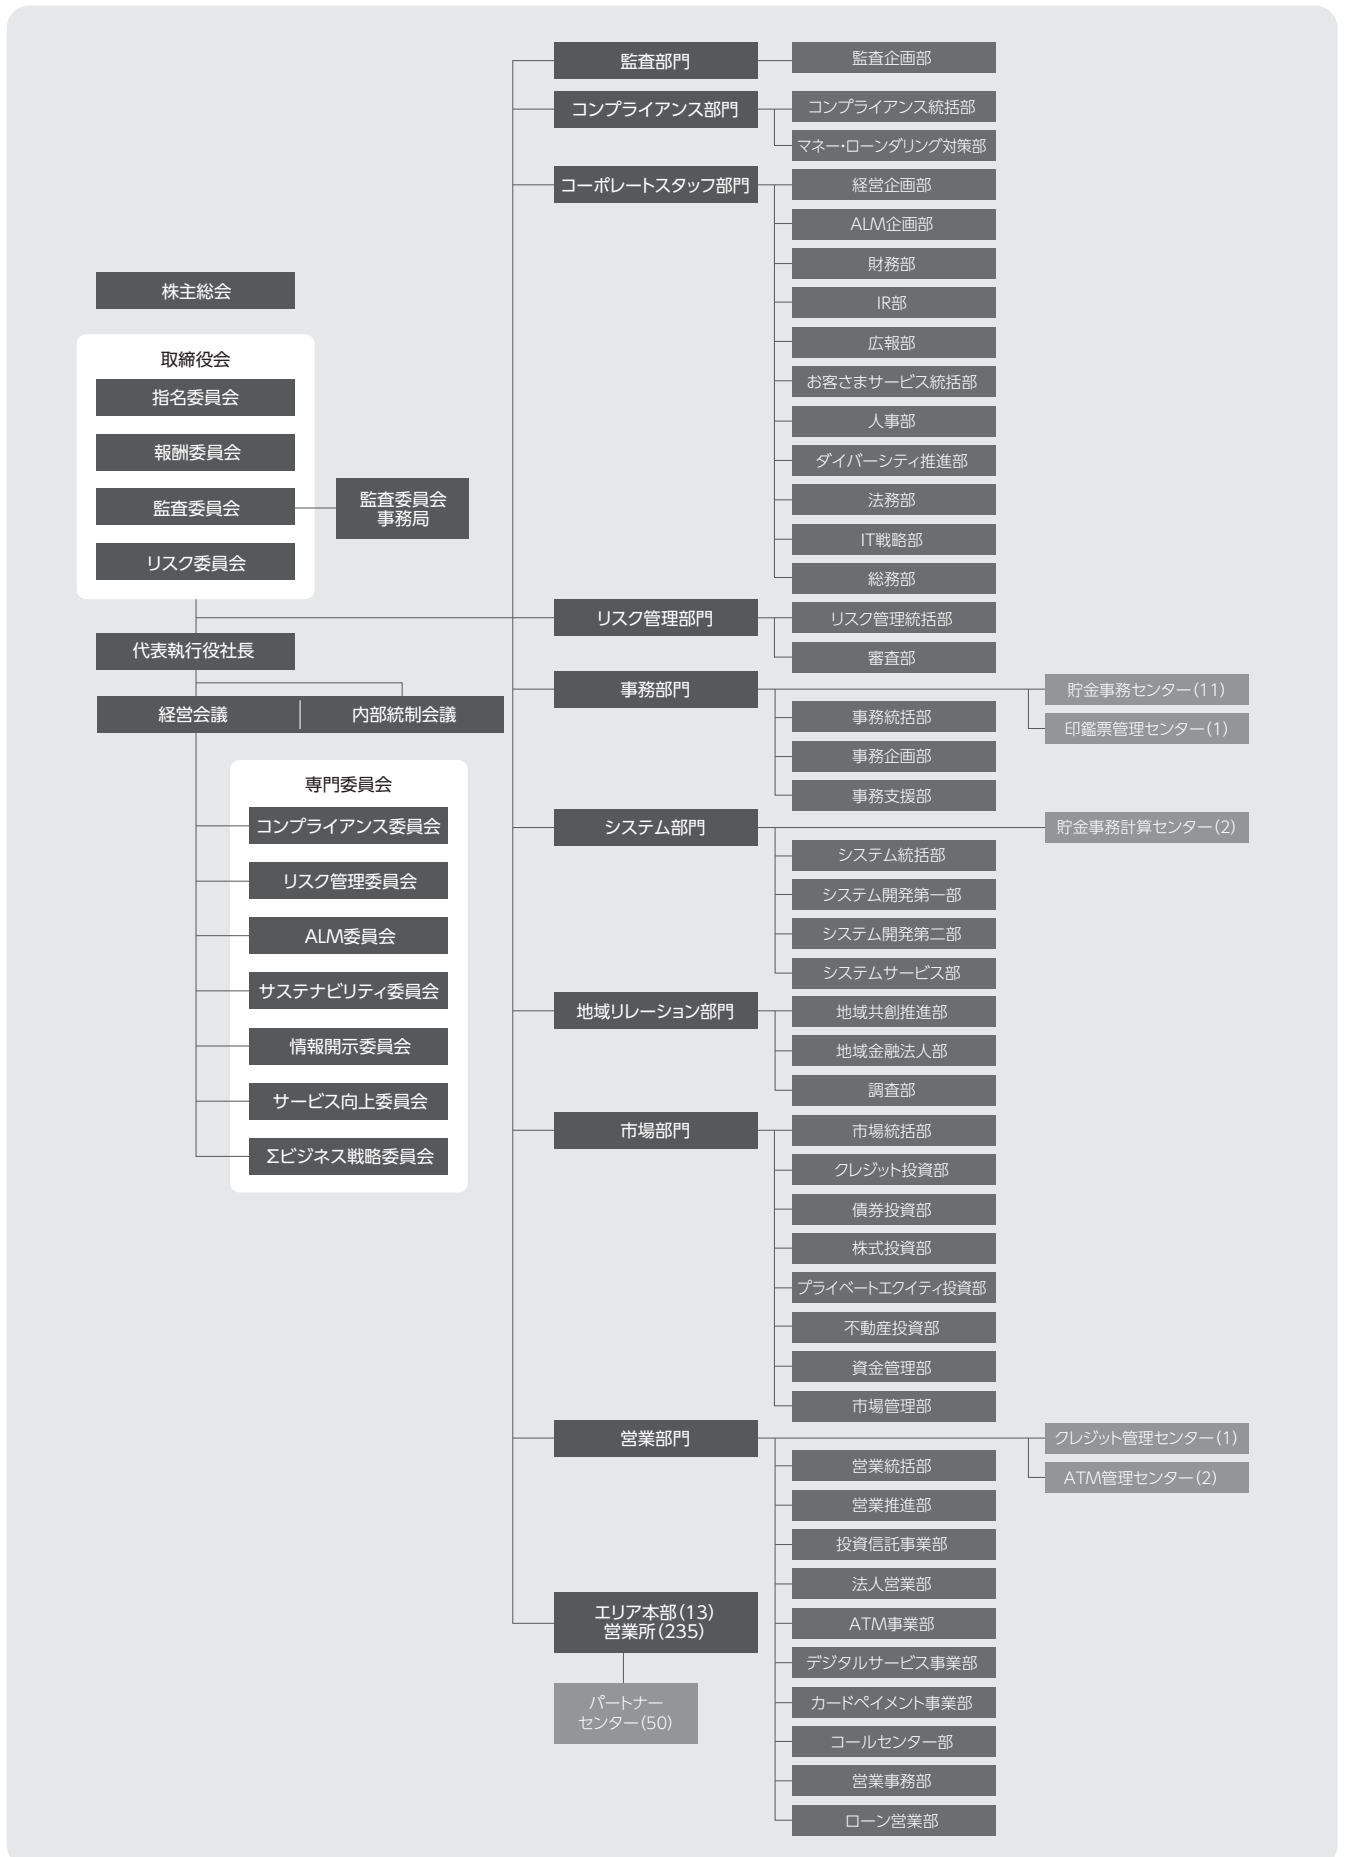 株主総会
取締役会
指名委員会
報酬委員会
監査委員会
監査委員会
事務局
リスク委員会
代表執行役社長
経営会議
内部統制会議
専門委員会
コンプライアンス委員会
リスク管理委員会
ALM委員会
サステナビリティ委員会
情報開示委員会
サービス向上委員会
Σビジネス戦略委員会
監査部門
監査企画部
コンプライアンス部門
コンプライアンス統括部
マネー・ローンダリング対策部
コーポレートスタッフ部門
経営企画部
ALM企画部
財務部
IR部
広報部
お客さまサービス統括部
人事部
ダイバーシティ推進部
法務部
IT戦略部
総務部
リスク管理部門
リスク管理統括部
審査部
事務部門
貯金事務センター(11)
印鑑票管理センター(1)
事務統括部
事務企画部
事務支援部
システム部門
貯金事務計算センター(2)
システム統括部
システム開発第一部
システム開発第二部
システムサービス部
地域リレーション部門
地域共創推進部
地域金融法人部
調査部
市場部門
市場統括部
クレジット投資部
債券投資部
株式投資部
プライベートエクイティ投資部
不動産投資部
資金管理部
市場管理部
営業部門
クレジット管理センター(1)
ATM管理センター(2)
営業統括部
営業推進部
投資信託事業部
法人営業部
ATM事業部
デジタルサービス事業部
カードペイメント事業部
コールセンター部
営業事務部
ローン営業部
エリア本部(13)
営業所(235)
パートナー
センター(50)